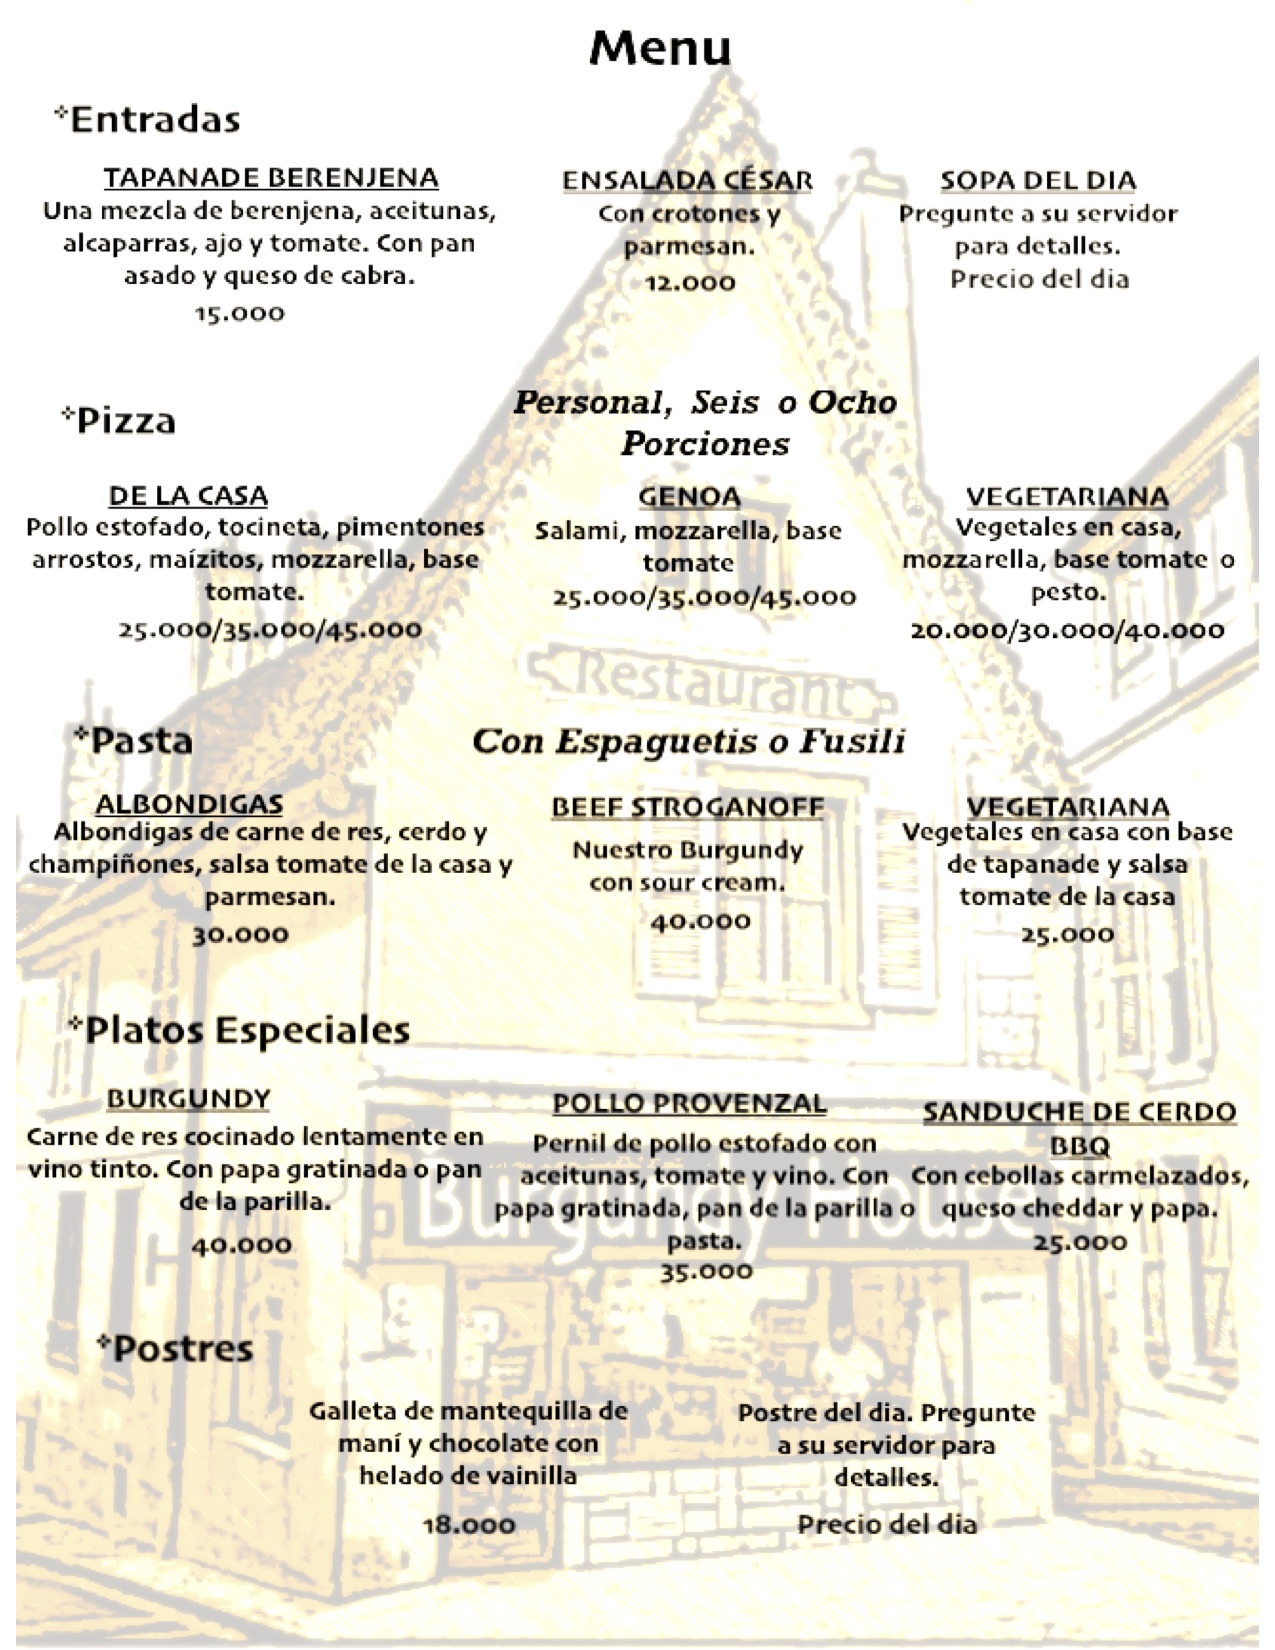 Menu
*Entradas
TAPANADE BERENJENA
Una mezcla de berenjena, aceitunas,
alcaparras, ajo y tomate. Con pan
asado y queso de cabra.
15.000
ENSALADA CÉSAR
Con crotones y
parmesan.
12.000
SOPA DEL DIA
Pregunte a su servidor
para detalles.
Precio del dia
*Pizza
Personal, Seis o Ocho
Porciones
DE LA CASA
Pollo estofado, tocineta, pimentones
arrostos, maízitos, mozzarella, base
tomate.
25.000/35.000/45.000
GENOA
Salami, mozzarella, base
tomate
25.000/35.000/45.000
VEGETARIANA
Vegetales en casa,
mozzarella, base tomate o
pesto.
20.000/30.000/40.000
Restaurant
*Pasta
Con Espaguetis o Fusili
ALBONDIGAS
Albondigas de carne de res, cerdo y
champiñones, salsa tomate de la casa y
parmesan.
30.000
BEEF STROGANOFF
Nuestro Burgundy
con sour cream.
40.000
VEGETARIANA
Vegetales en casa con base
de tapanade y salsa
tomate de la casa
25.000
*Platos Especiales
BURGUNDY
Carne de res cocinado lentamente en
vino tinto. Con papa gratinada o pan
de la parilla.
40.000
POLLO PROVENZAL
Pernil de pollo estofado con
aceitunas, tomate y vino. Con
papa gratinada, pan de la parilla o
pasta.
35.000
SANDUCHE DE CERDO
BBQ
Con cebollas carmelazados,
queso cheddar y papa.
25.000
Burgundy House
*Postres
Galleta de mantequilla de
maní y chocolate con
helado de vainilla
18.000
Postre del dia. Pregunte
a su servidor para
detalles.
Precio del dia